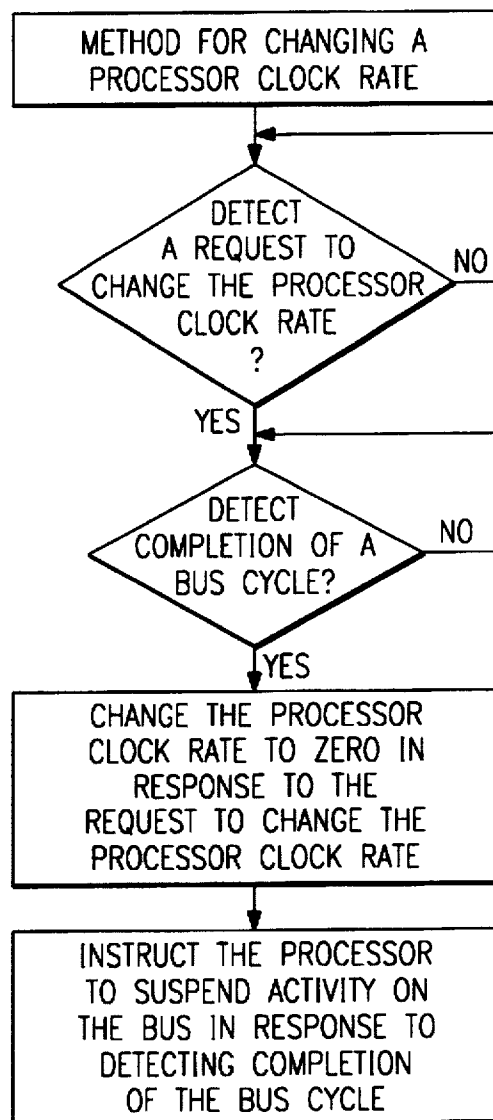 METHOD FOR CHANGING A
PROCESSOR CLOCK RATE
DETECT
A REQUEST TO
CHANGE THE PROCESSOR
CLOCK RATE
?
NO
YES
DETECT
COMPLETION OF A
BUS CYCLE?
NO
YES
CHANGE THE PROCESSOR
CLOCK RATE TO ZERO IN
RESPONSE TO THE
REQUEST TO CHANGE THE
PROCESSOR CLOCK RATE
INSTRUCT THE PROCESSOR
TO SUSPEND ACTIVITY ON
THE BUS IN RESPONSE TO
DETECTING COMPLETION
OF THE BUS CYCLE